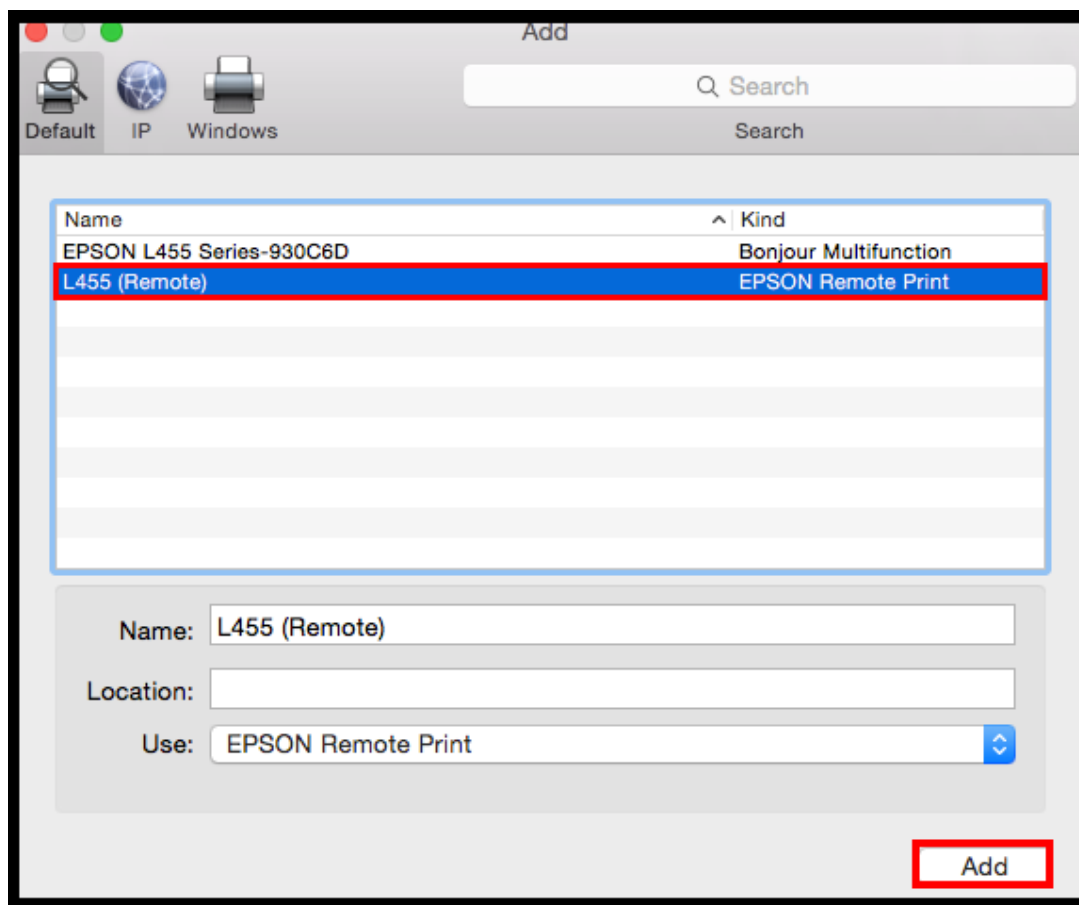 Add
Default IP Windows Search
Search
Name Kind
EPSON L455 Series-930C6D Bonjour Multifunction
L455 (Remote) EPSON Remote Print
Name: L455 (Remote)
Location:
Use: EPSON Remote Print
Add